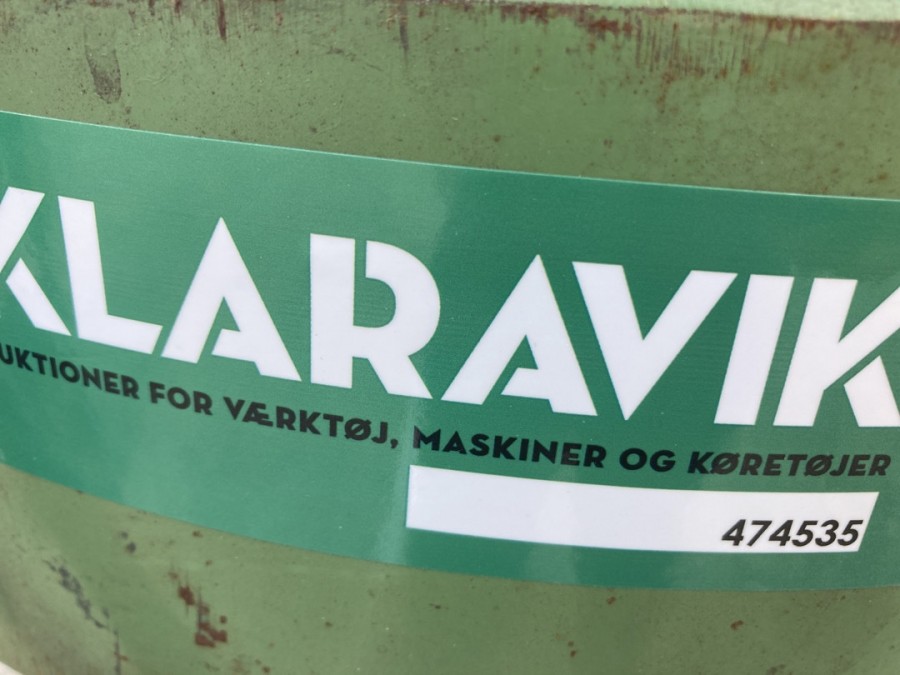 KLARAVIK
UKTIONER FOR VÆRKTØJ, MASKINER OG KØRETØJER
474535